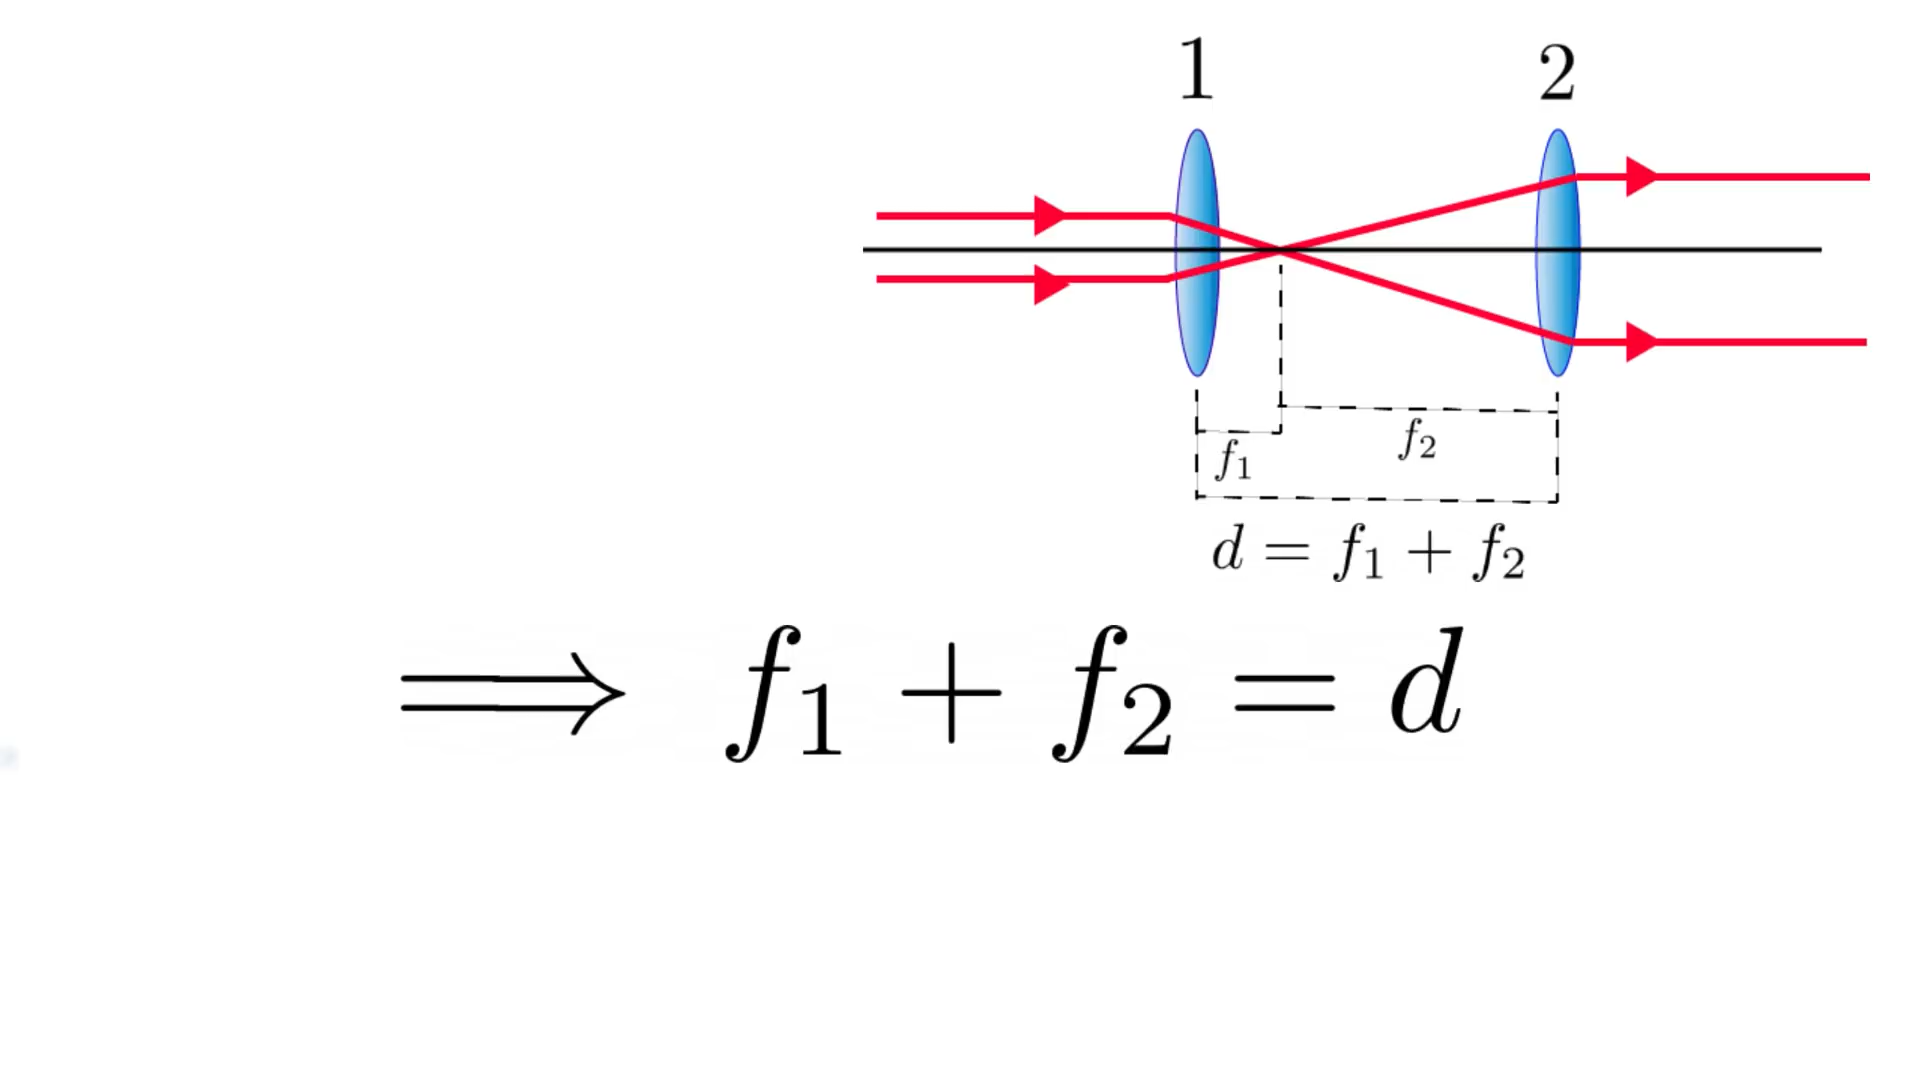 1 2
f₂
f₁
d = f₁ + f₂
⟹ f₁ + f₂ = d